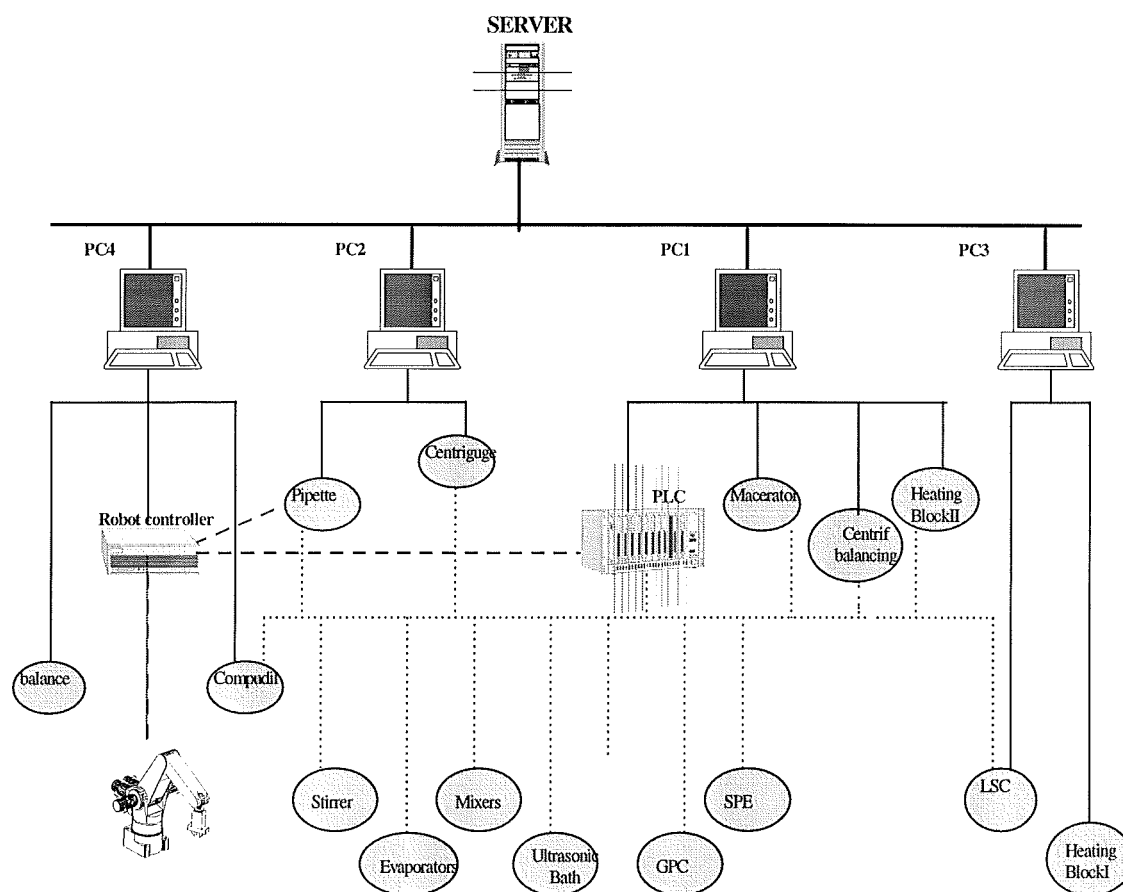 SERVER
PC4
PC2
PC1
PC3
Centriguge
Pipette
PLC
Macerator
Heating
BlockII
Robot controller
Centrif
balancing
balance
Compudil
Stirrer
Mixers
SPE
LSC
Evaporators
Ultrasonic
Bath
GPC
Heating
BlockI